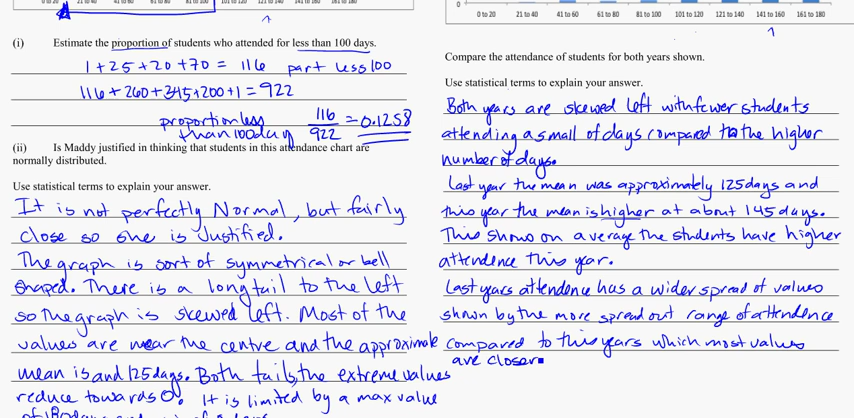 0 to 20 21 to 40 41 to 60 61 to 80 81 to 100 101 to 120 121 to 140 141 to 160 161 to 180
(i) Estimate the proportion of students who attended for less than 100 days.
1 + 25 + 20 + 70 = 116 part less 100
116 + 260 + 345 + 200 + 1 = 922
proportion less than 100 day 116/922 = 0.1258
(ii) Is Maddy justified in thinking that students in this attendance chart are
normally distributed.
Use statistical terms to explain your answer.
It is not perfectly Normal, but fairly
close so she is Justified.
The graph is sort of symmetrical or bell
shaped. There is a long tail to the left
so the graph is skewed left. Most of the
values are near the centre and the approximate
mean is and 125 days. Both tails, the extreme values
reduce towards 0. It is limited by a max value
0
0 to 20 21 to 40 41 to 60 61 to 80 81 to 100 101 to 120 121 to 140 141 to 160 161 to 180
Compare the attendance of students for both years shown.
Use statistical terms to explain your answer.
Both years are skewed left with fewer students
attending a small of days compared to the higher
number of days.
Last year the mean was approximately 125 days and
this year the mean is higher at about 145 days.
This shows on average the students have higher
attendence this year.
Last years attendence has a wider spread of values
shown by the more spread out range of attendence
compared to this years which most values
are closer.